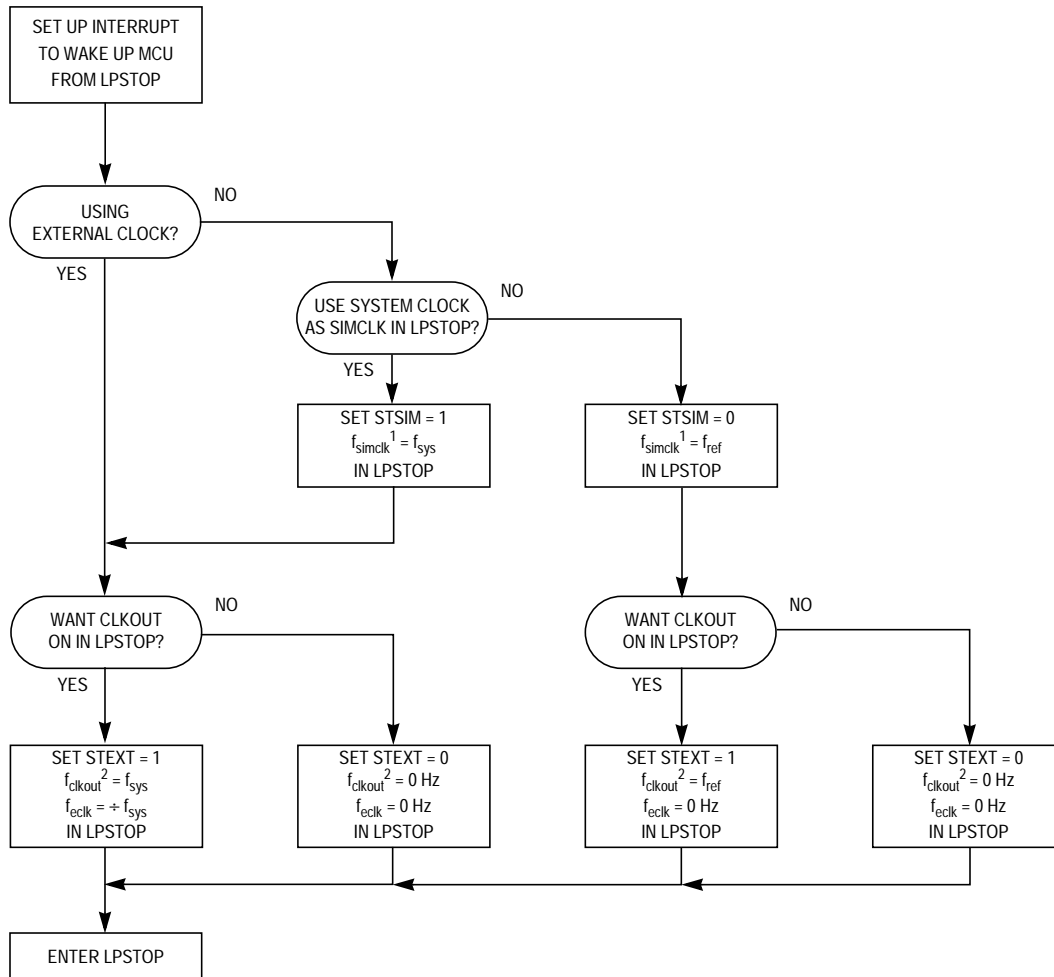 SET UP INTERRUPT
TO WAKE UP MCU
FROM LPSTOP
NO
USING
EXTERNAL CLOCK?
YES
NO
USE SYSTEM CLOCK
AS SIMCLK IN LPSTOP?
YES
SET STSIM = 1
fsimclk¹ = fsys
IN LPSTOP
SET STSIM = 0
fsimclk¹ = fref
IN LPSTOP
NO
WANT CLKOUT
ON IN LPSTOP?
YES
NO
WANT CLKOUT
ON IN LPSTOP?
YES
SET STEXT = 1
fclkout² = fsys
feclk = ÷ fsys
IN LPSTOP
SET STEXT = 0
fclkout² = 0 Hz
feclk = 0 Hz
IN LPSTOP
SET STEXT = 1
fclkout² = fref
feclk = 0 Hz
IN LPSTOP
SET STEXT = 0
fclkout² = 0 Hz
feclk = 0 Hz
IN LPSTOP
ENTER LPSTOP